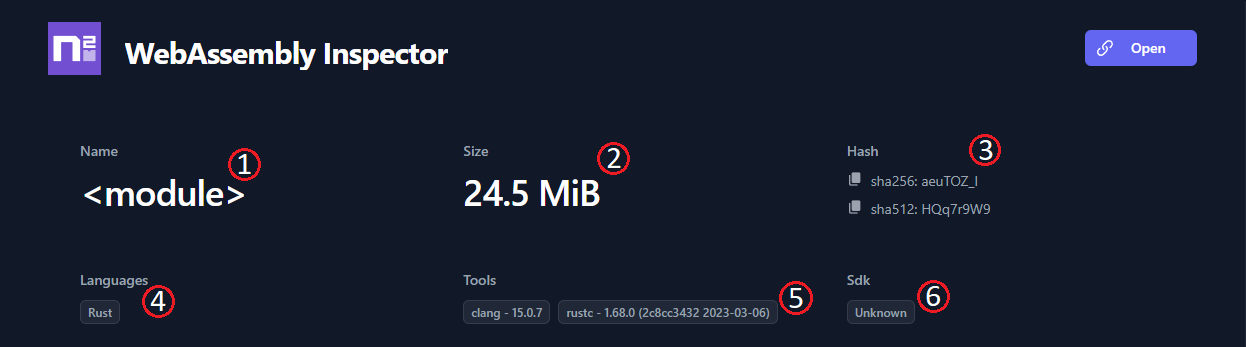 n2
WebAssembly Inspector
Open
Name
1
<module>
Size
2
24.5 MiB
Hash
3
sha256: aeuTOZ_I
sha512: HQq7r9W9
Languages
4
Rust
Tools
5
clang - 15.0.7
rustc - 1.68.0 (2c8cc3432 2023-03-06)
Sdk
6
Unknown